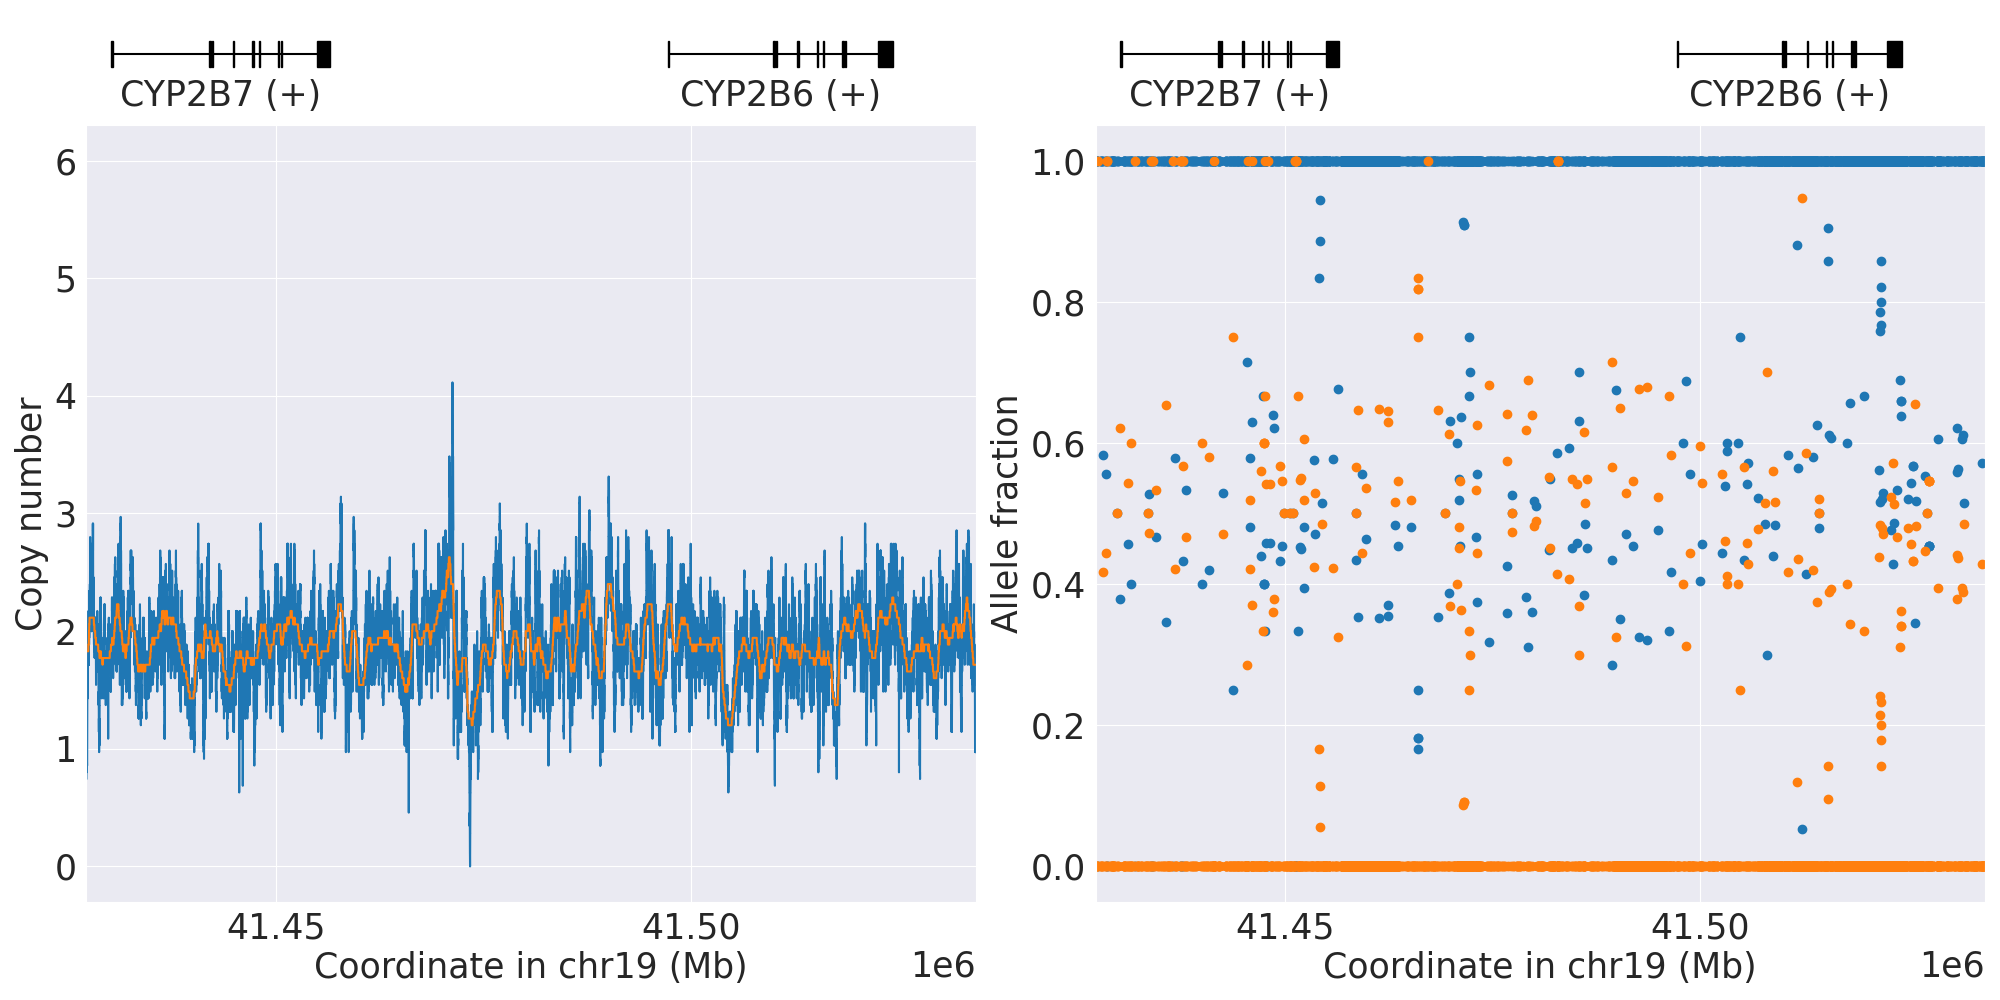 CYP2B7 (+)
CYP2B6 (+)
CYP2B7 (+)
CYP2B6 (+)
Copy number
6
5
4
3
2
1
0
41.45
41.50
Coordinate in chr19 (Mb)
1e6
Allele fraction
1.0
0.8
0.6
0.4
0.2
0.0
41.45
41.50
Coordinate in chr19 (Mb)
1e6